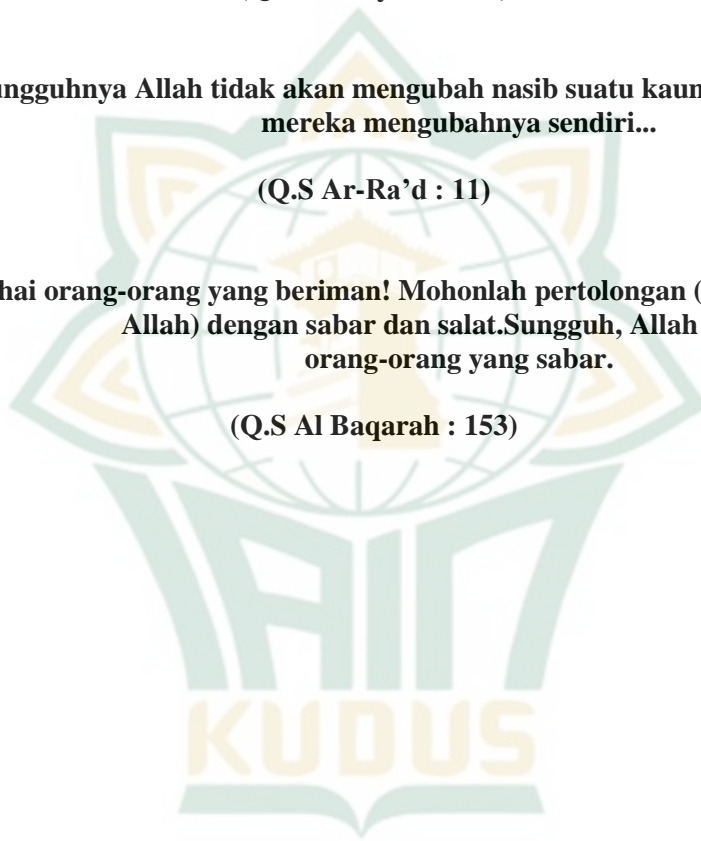 ungguhnya Allah tidak akan mengubah nasib suatu kaum
mereka mengubahnya sendiri...
(Q.S Ar-Ra’d : 11)
hai orang-orang yang beriman! Mohonlah pertolongan (
Allah) dengan sabar dan salat.Sungguh, Allah
orang-orang yang sabar.
(Q.S Al Baqarah : 153)
IAIN
KUDUS